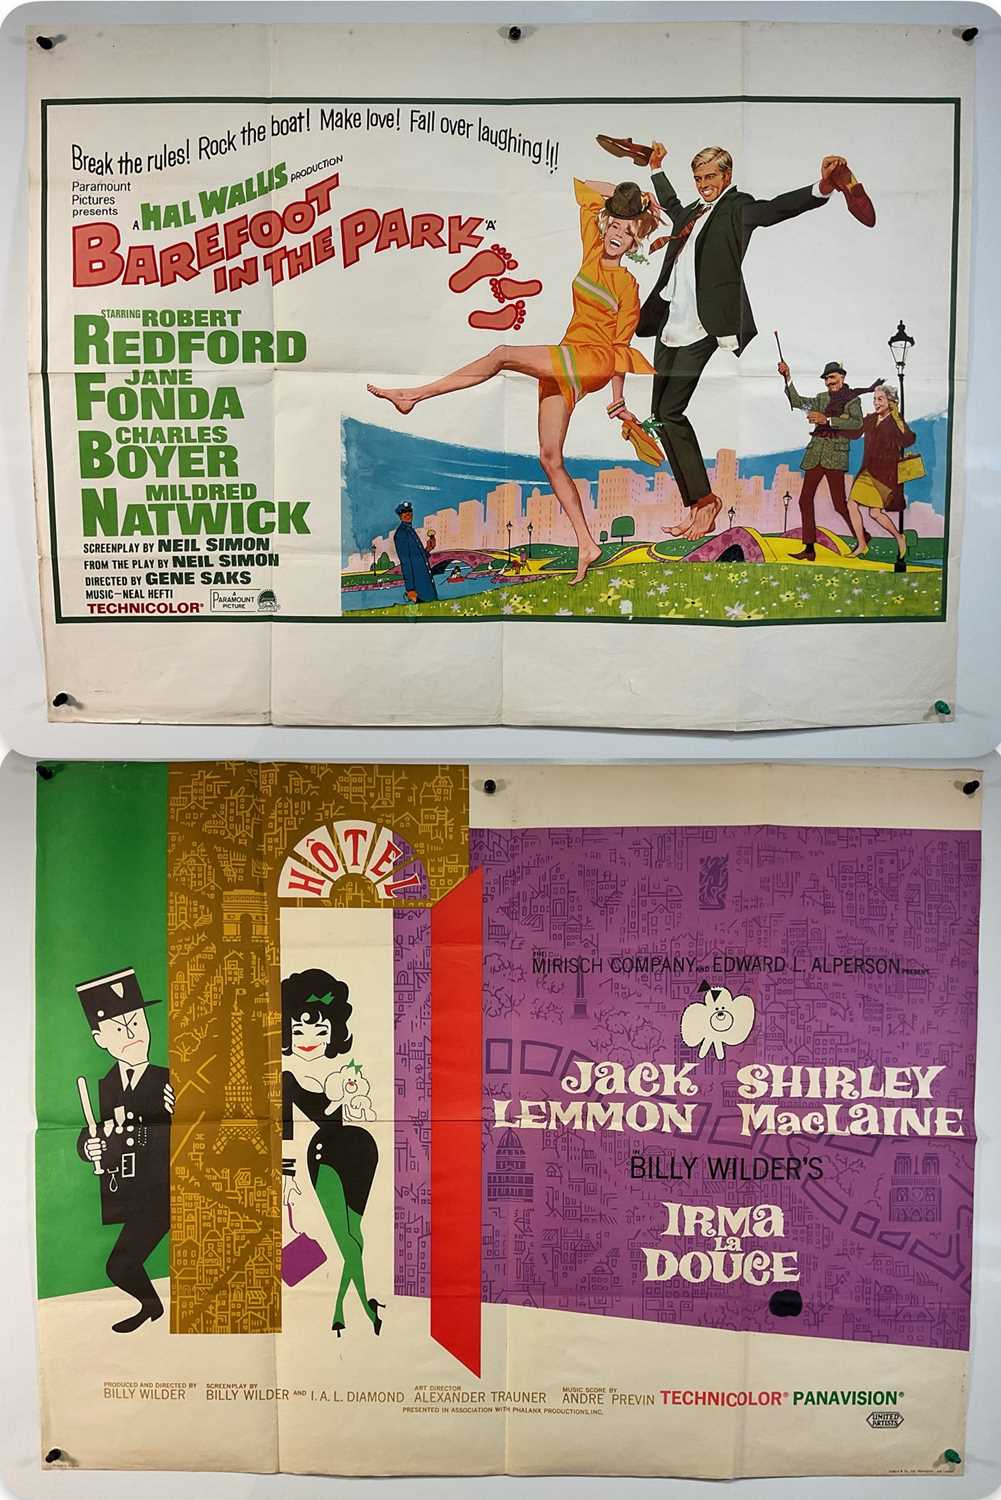 Break the rules! Rock the boat! Make love! Fall over laughing!!!
Paramount
Pictures
presents
A HAL WALLIS PRODUCTION
BAREFOOT
IN THE PARK 'A'
STARRING ROBERT
REDFORD
JANE
FONDA
CHARLES
BOYER
MILDRED
NATWICK
SCREENPLAY BY NEIL SIMON
FROM THE PLAY BY NEIL SIMON
DIRECTED BY GENE SAKS
MUSIC—NEAL HEFTI
TECHNICOLOR®
A
PARAMOUNT
PICTURE
HÔTEL
THE
MIRISCH COMPANY AND EDWARD L. ALPERSON PRESENT
JACK SHIRLEY
LEMMON MACLAINE
IN
BILLY WILDER'S
IRMA
LA
DOUCE
PRODUCED AND DIRECTED BY
BILLY WILDER
SCREENPLAY BY
BILLY WILDER AND I.A.L. DIAMOND
ART DIRECTOR
ALEXANDER TRAUNER
MUSIC SCORE BY
ANDRE PREVIN
TECHNICOLOR® PANAVISION®
PRESENTED IN ASSOCIATION WITH PHALANX PRODUCTIONS, INC.
UNITED
ARTISTS